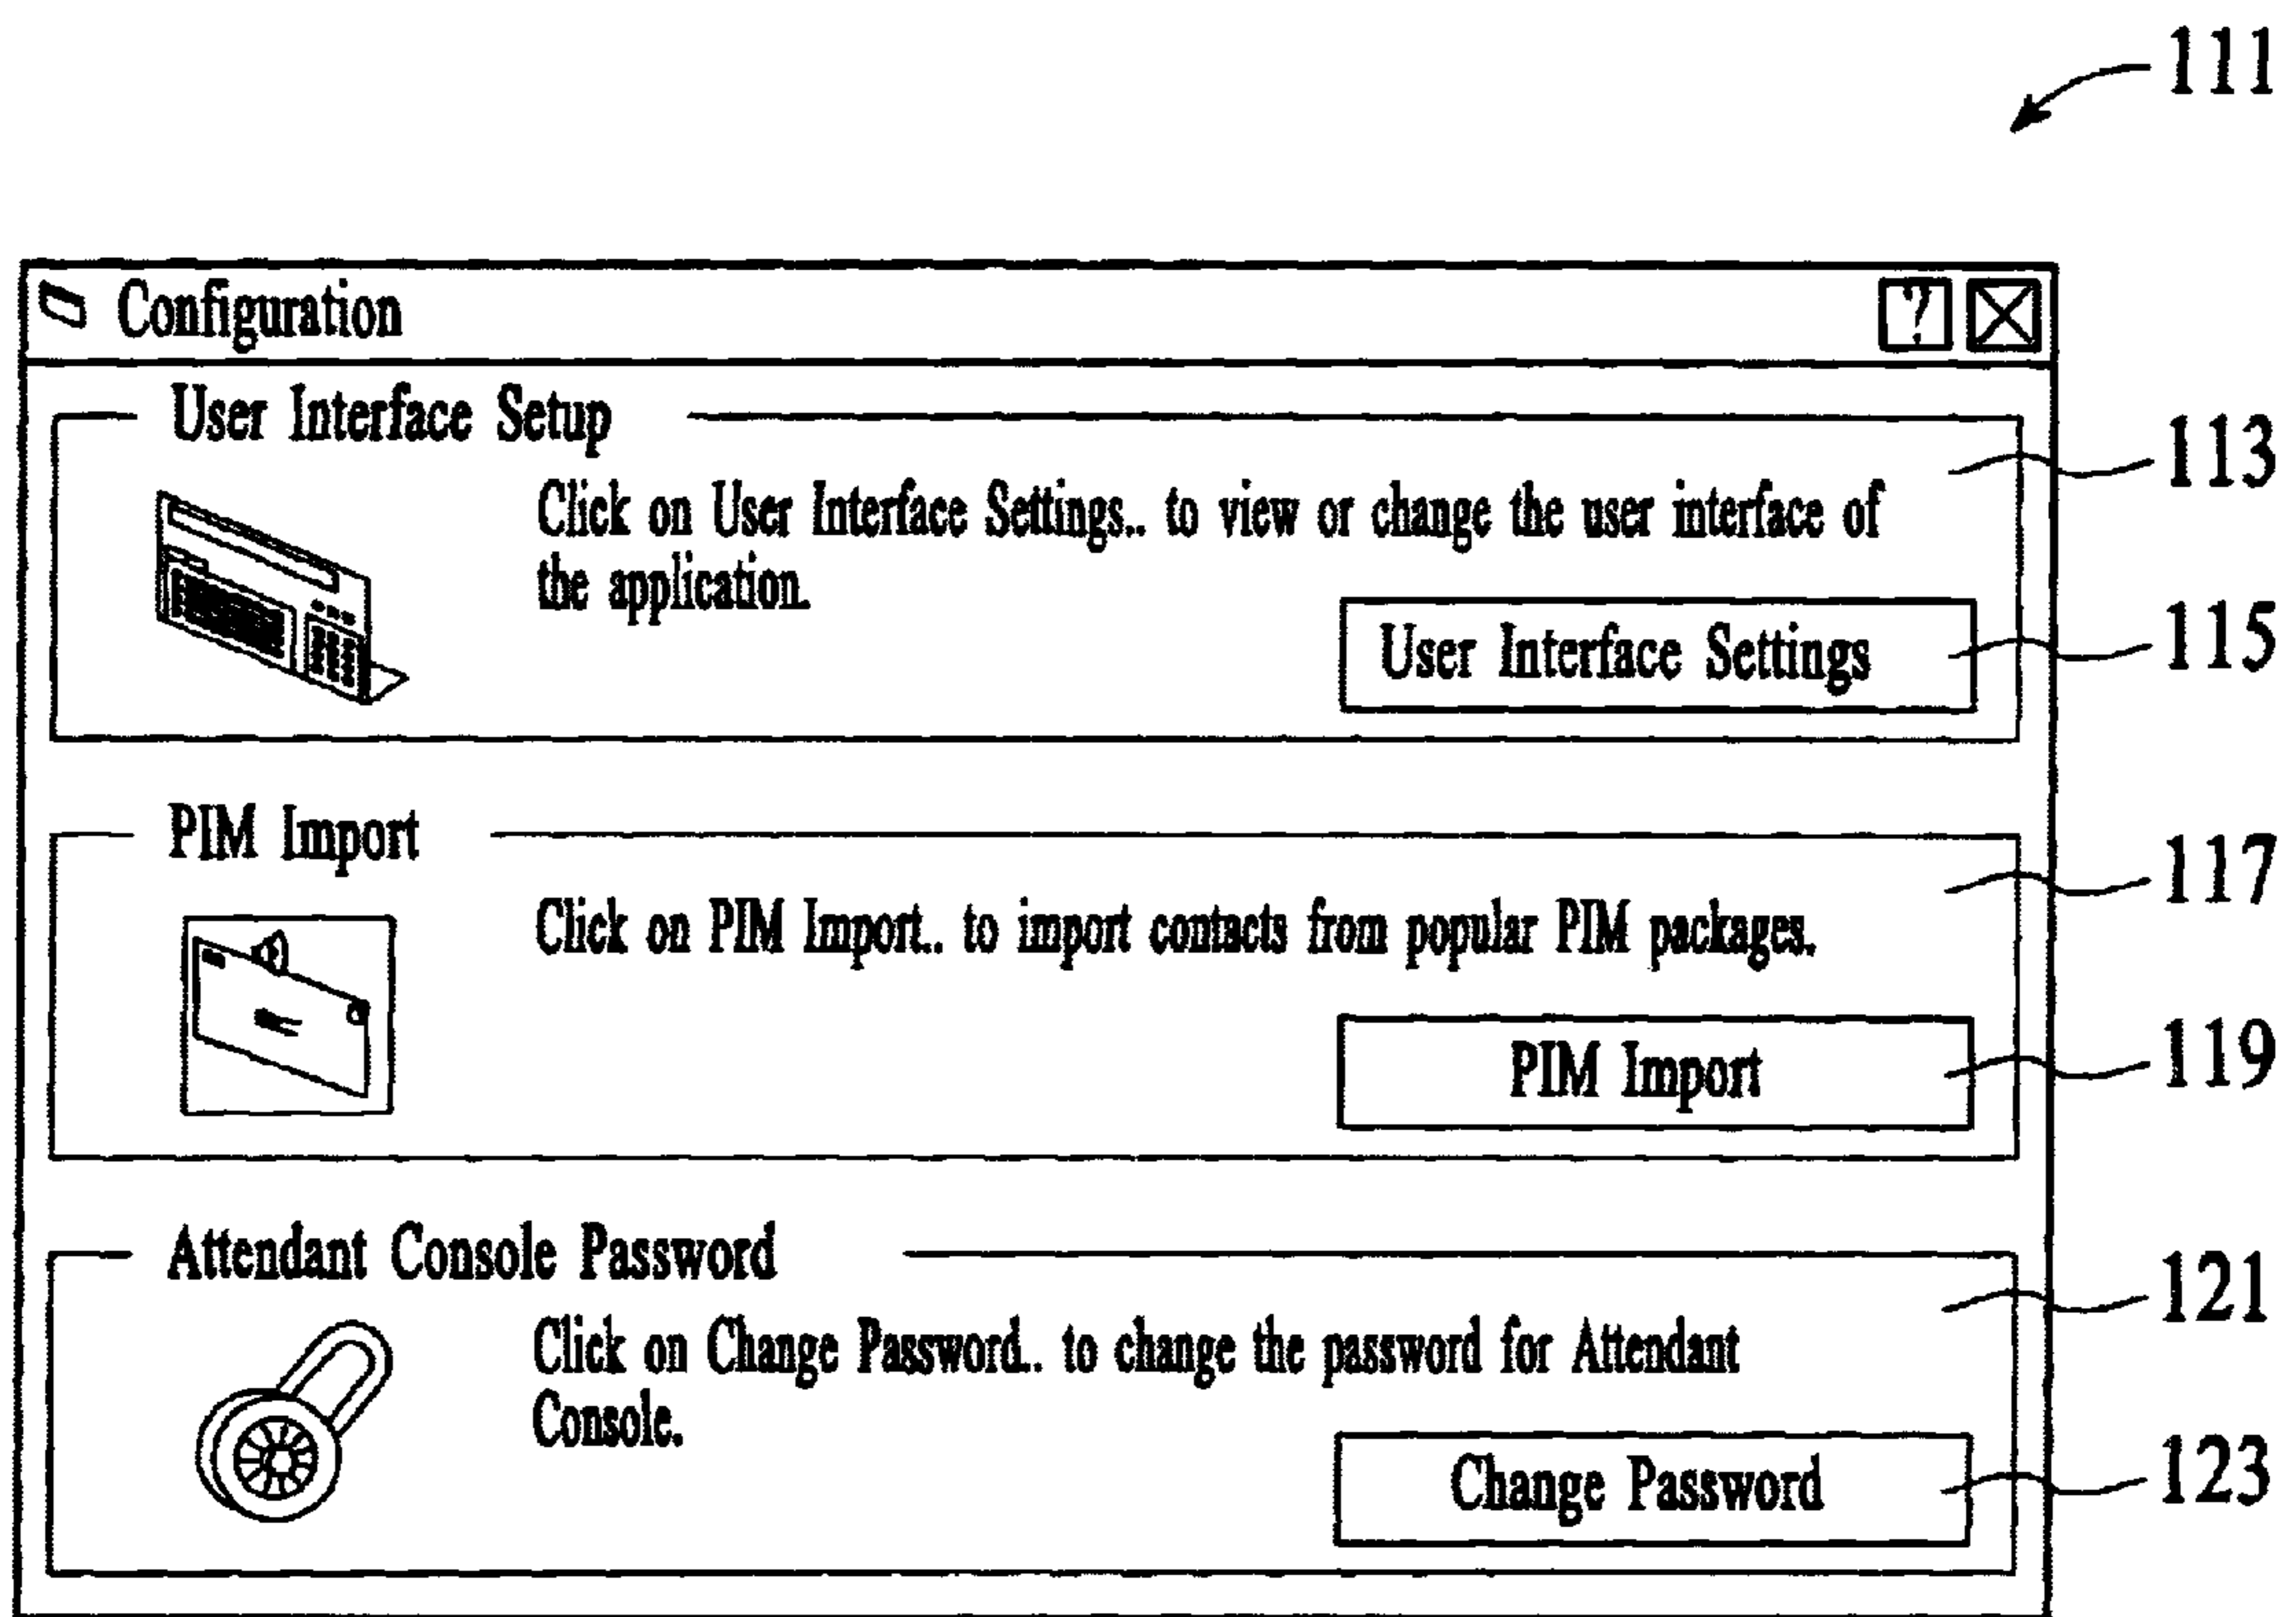 111
Configuration
?
User Interface Setup
113
Click on User Interface Settings.. to view or change the user interface of
the application.
User Interface Settings
115
PIM Import
117
Click on PIM Import.. to import contacts from popular PIM packages.
PIM Import
119
Attendant Console Password
121
Click on Change Password.. to change the password for Attendant
Console.
Change Password
123